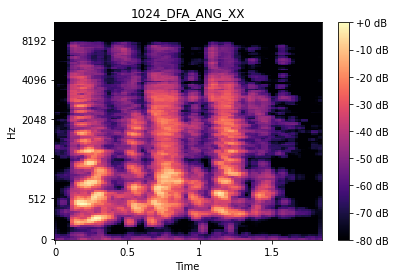 1024_DFA_ANG_XX
8192
4096
2048
1024
512
0
Hz
0
0.5
1
1.5
Time
+0 dB
-10 dB
-20 dB
-30 dB
-40 dB
-50 dB
-60 dB
-70 dB
-80 dB